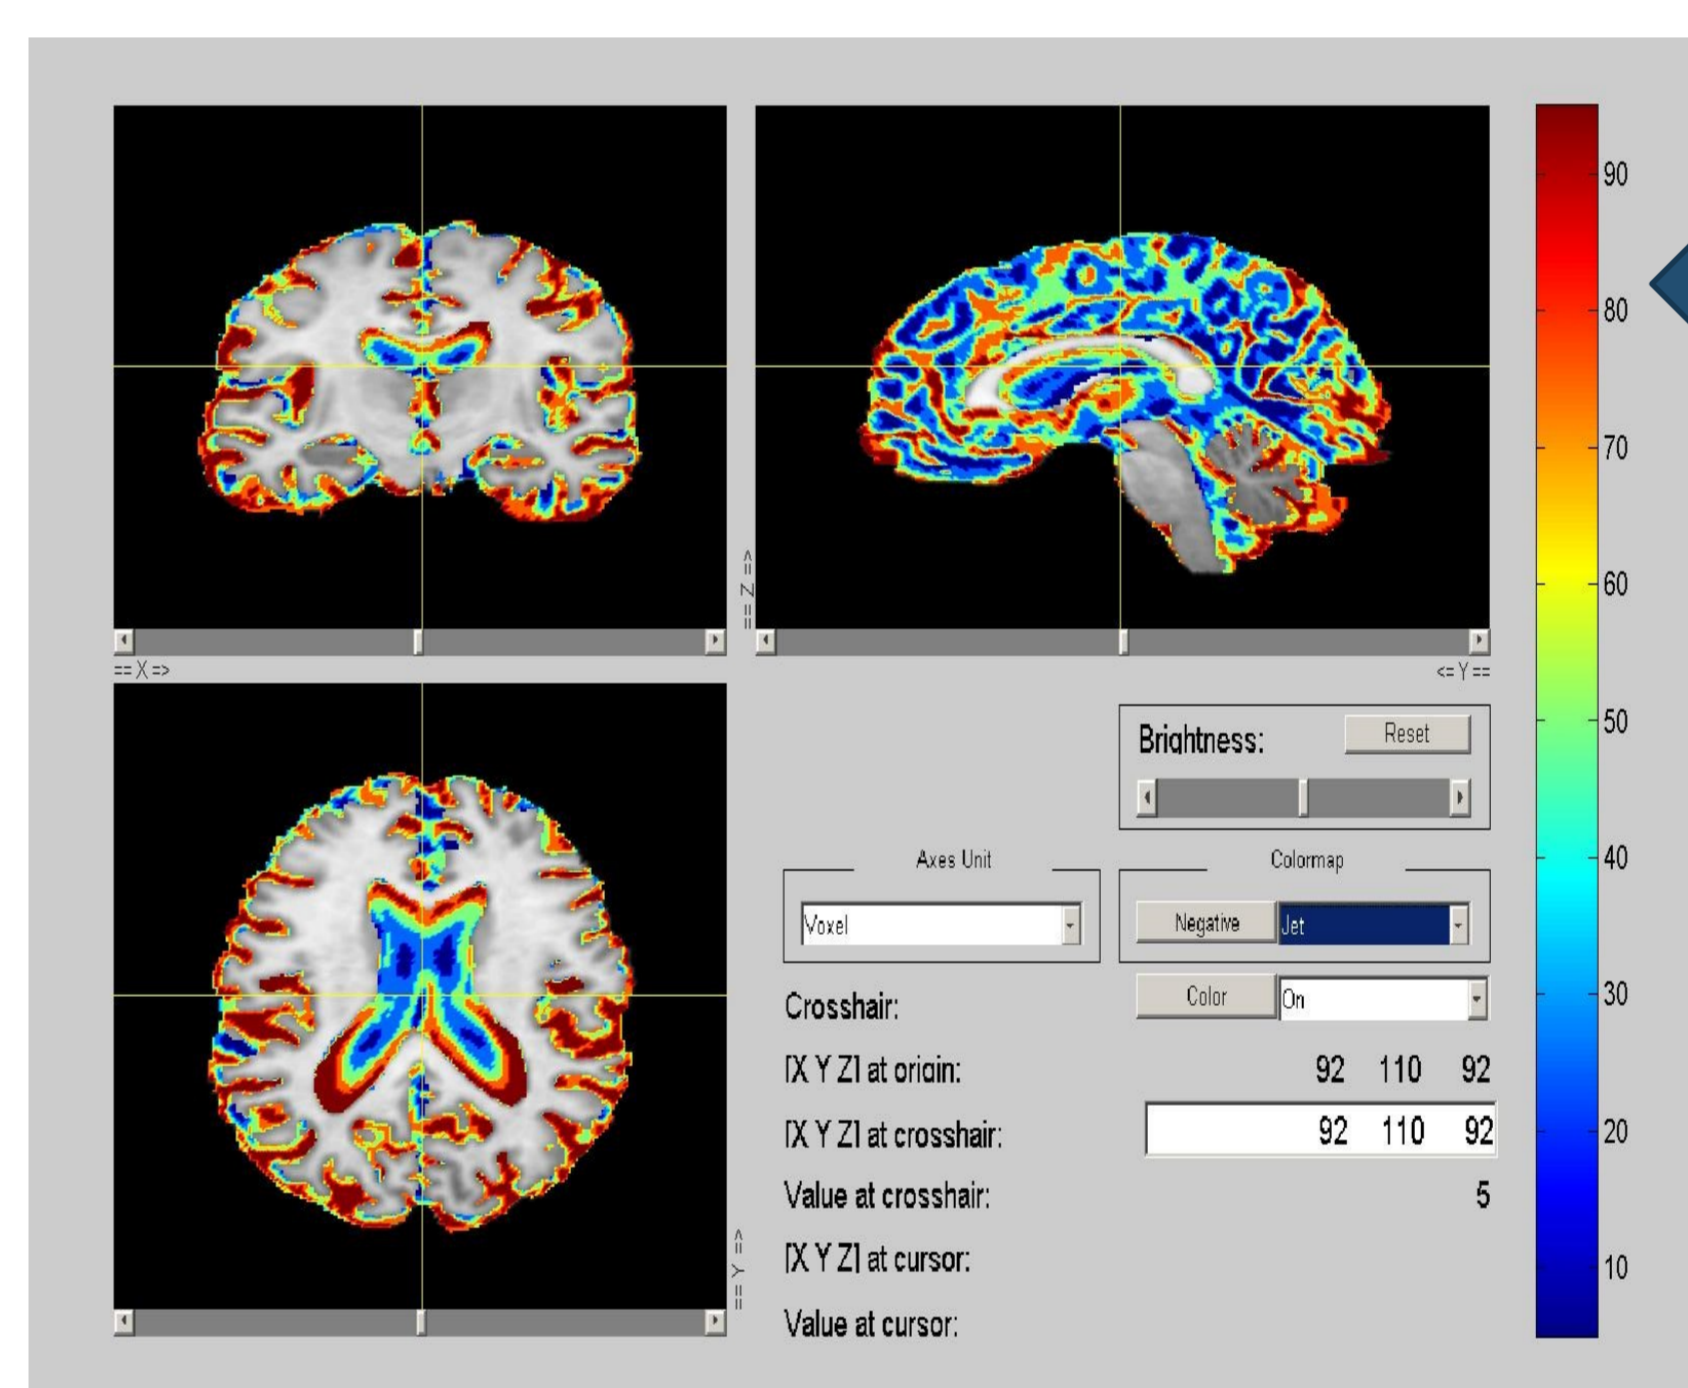 == X =>
== Z =>
<= Y ==
== Y =>
Brightness:
Reset
Axes Unit
Voxel
Colormap
Negative
Jet
Color
On
Crosshair:
[X Y Z] at origin:
92 110 92
[X Y Z] at crosshair:
92 110 92
Value at crosshair:
5
[X Y Z] at cursor:
Value at cursor:
90
80
70
60
50
40
30
20
10